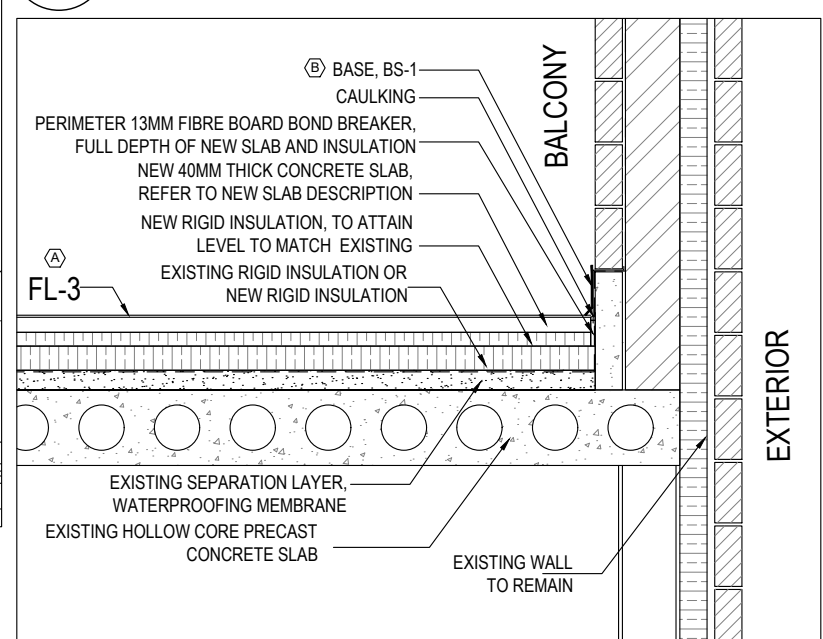 B BASE, BS-1
CAULKING
PERIMETER 13MM FIBRE BOARD BOND BREAKER,
FULL DEPTH OF NEW SLAB AND INSULATION
NEW 40MM THICK CONCRETE SLAB,
REFER TO NEW SLAB DESCRIPTION
NEW RIGID INSULATION, TO ATTAIN
LEVEL TO MATCH EXISTING
EXISTING RIGID INSULATION OR
NEW RIGID INSULATION
A
FL-3
BALCONY
EXTERIOR
EXISTING SEPARATION LAYER,
WATERPROOFING MEMBRANE
EXISTING HOLLOW CORE PRECAST
CONCRETE SLAB
EXISTING WALL
TO REMAIN